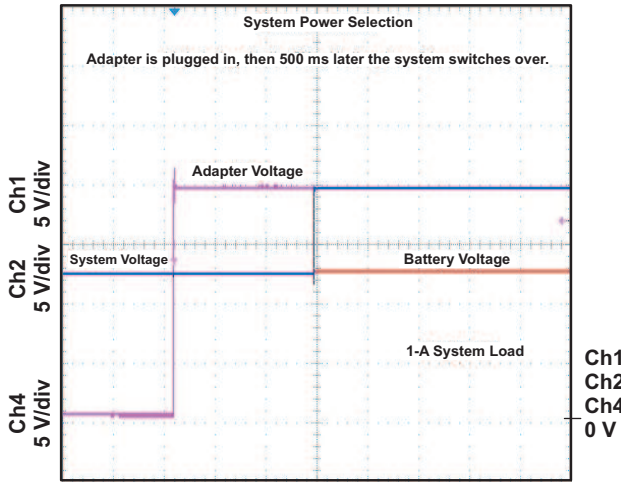 System Power Selection
Adapter is plugged in, then 500 ms later the system switches over.
Adapter Voltage
System Voltage
Battery Voltage
1-A System Load
Ch1
5 V/div
Ch2
5 V/div
Ch4
5 V/div
Ch1
Ch2
Ch4
0 V